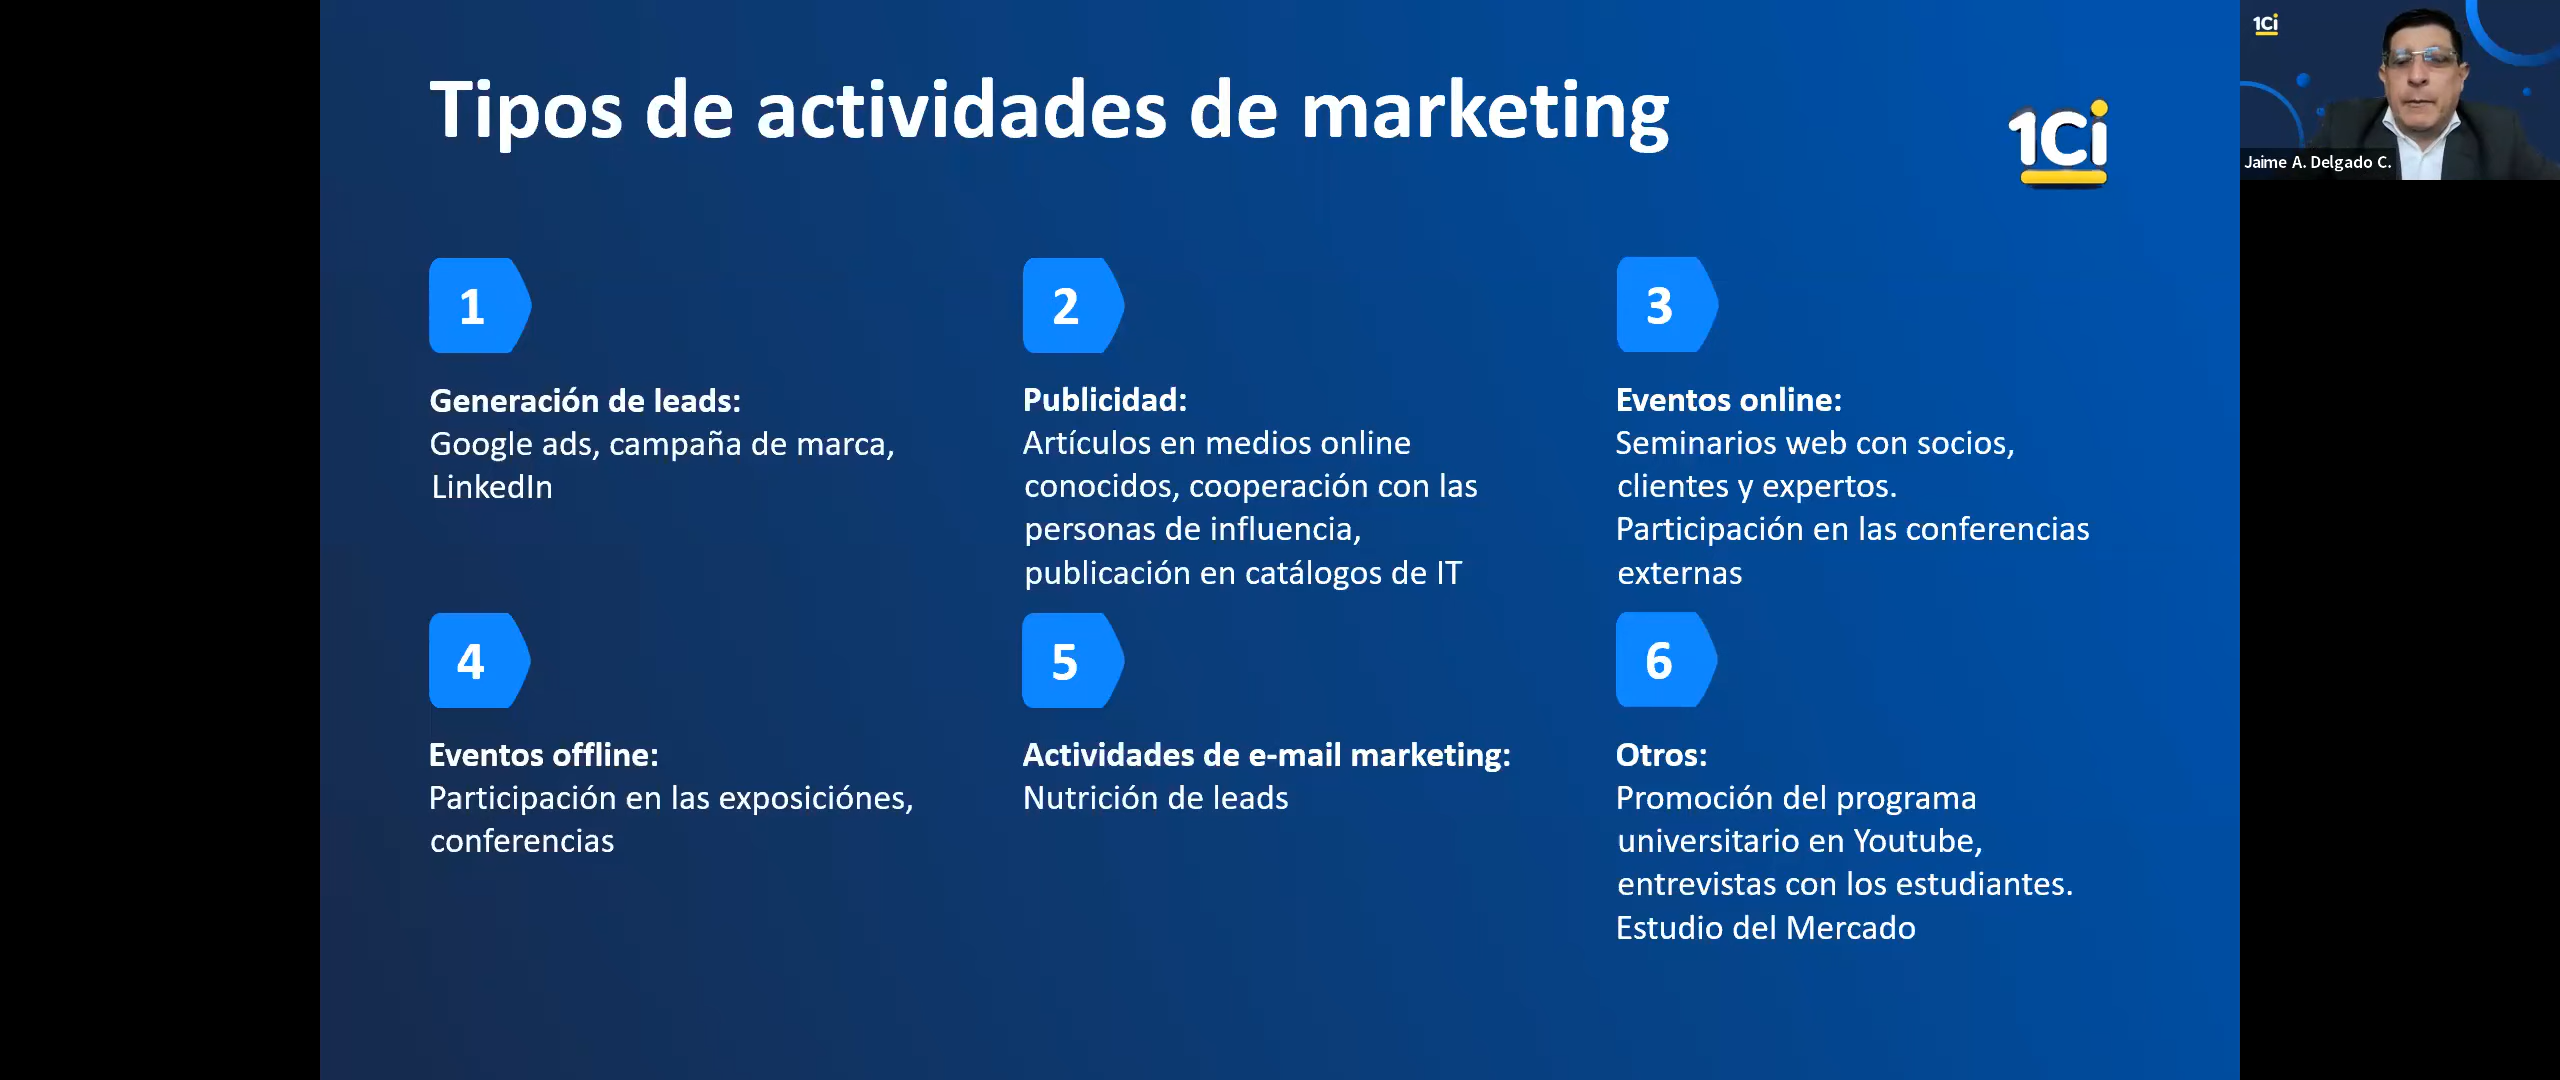 Tipos de actividades de marketing
1Ci
1Ci
Jaime A. Delgado C.
1
Generación de leads:
Google ads, campaña de marca,
LinkedIn
2
Publicidad:
Artículos en medios online
conocidos, cooperación con las
personas de influencia,
publicación en catálogos de IT
3
Eventos online:
Seminarios web con socios,
clientes y expertos.
Participación en las conferencias
externas
4
Eventos offline:
Participación en las exposiciónes,
conferencias
5
Actividades de e-mail marketing:
Nutrición de leads
6
Otros:
Promoción del programa
universitario en Youtube,
entrevistas con los estudiantes.
Estudio del Mercado